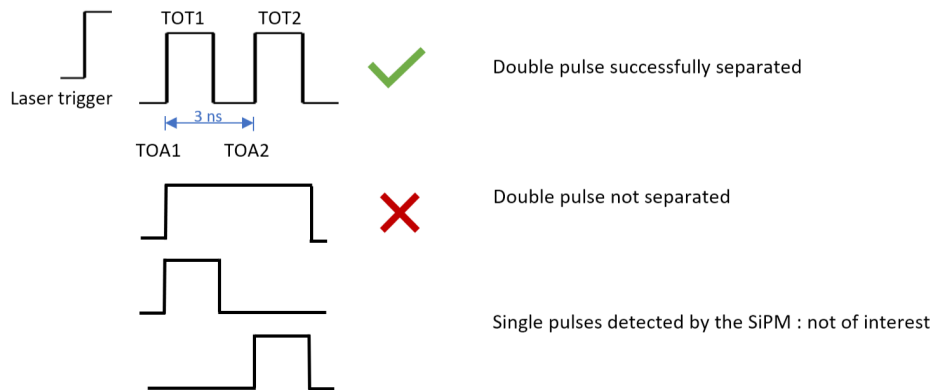 TOT1 TOT2
Double pulse successfully separated
Laser trigger
3 ns
TOA1 TOA2
Double pulse not separated
Single pulses detected by the SiPM : not of interest